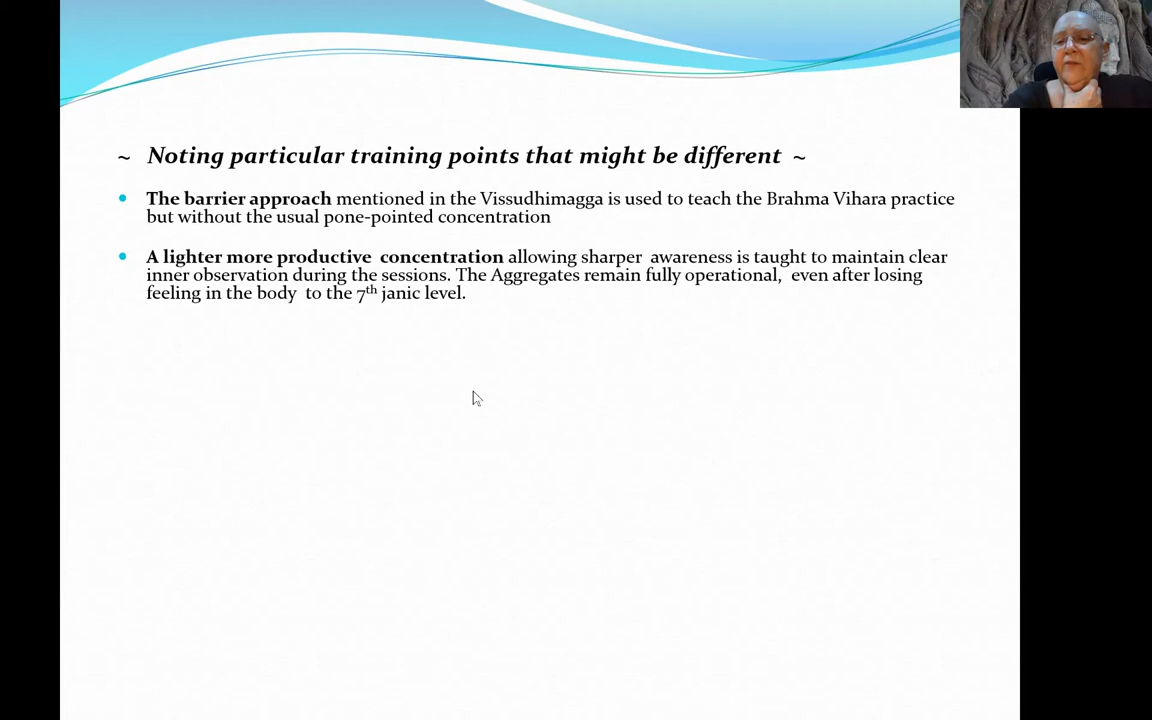 ~ Noting particular training points that might be different ~
• The barrier approach mentioned in the Vissudhimagga is used to teach the Brahma Vihara practice
but without the usual pone-pointed concentration
• A lighter more productive concentration allowing sharper awareness is taught to maintain clear
inner observation during the sessions. The Aggregates remain fully operational, even after losing
feeling in the body to the 7th janic level.